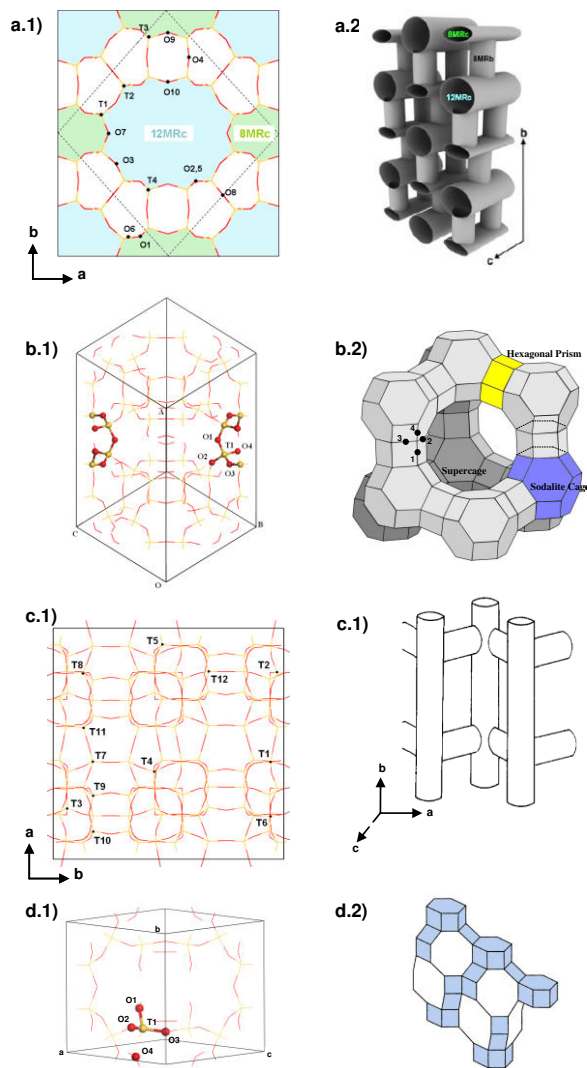 a.1)
T3
O9
O4
T2
O10
T1
O7
12MRc
8MRc
O3
O2,5
T4
O8
O6
O1
b
a
a.2
8MRc
8MRb
12MRc
b
c
b.1)
A
O1
T1
O4
O2
O3
C
B
O
b.2)
Hexagonal Prism
4
3
2
1
Supercage
Sodalite Cage
c.1)
T5
T8
T12
T2
T11
T7
T4
T1
T9
T3
T6
T10
a
b
c.1)
b
a
c
d.1)
b
O1
O2
T1
O3
a
O4
c
d.2)